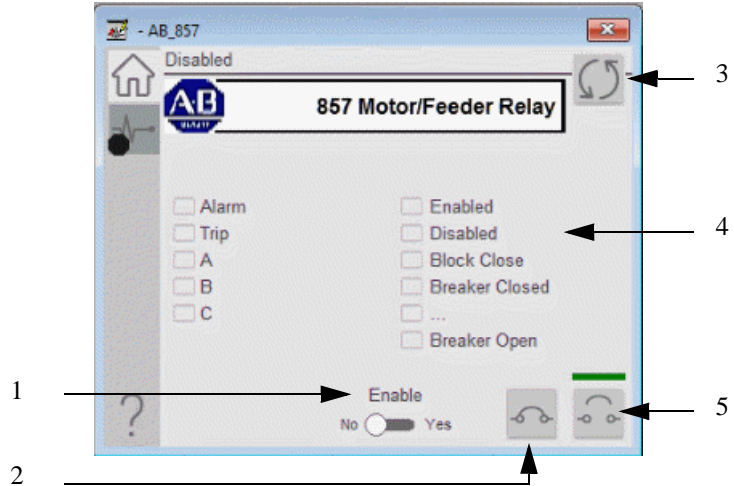 - AB_857
Disabled
A-B
857 Motor/Feeder Relay
3
Alarm
Trip
A
B
C
Enabled
Disabled
Block Close
Breaker Closed
...
Breaker Open
4
1
Enable
No Yes
?
5
2